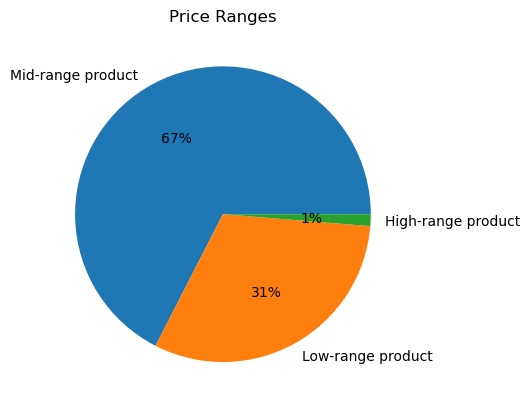 Price Ranges
Mid-range product
67%
1%
High-range product
31%
Low-range product